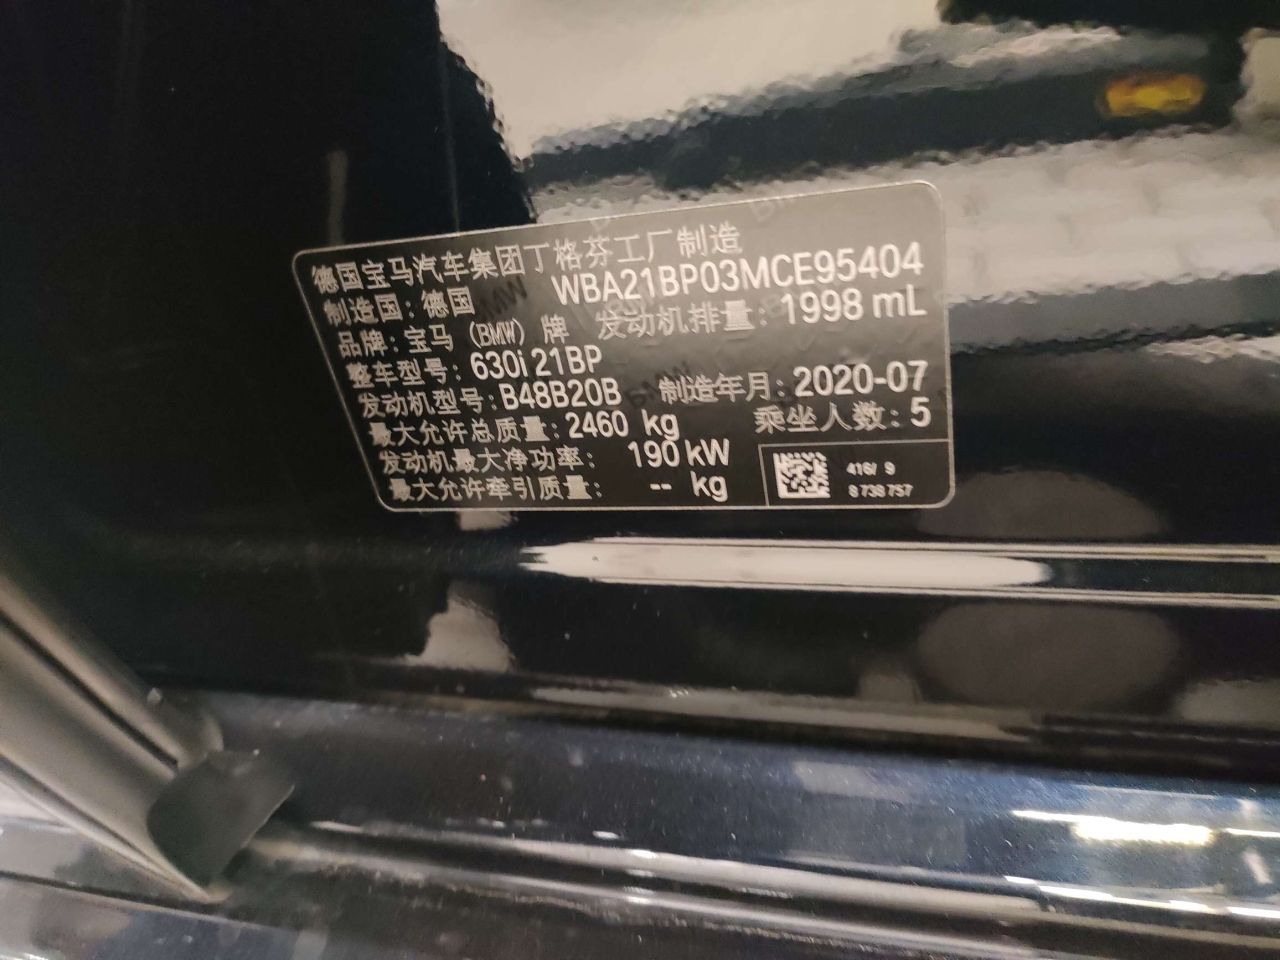 德国宝马汽车集团丁格芬工厂制造
制造国：德国 WBA21BP03MCE95404
品牌：宝马（BMW）牌 发动机排量：1998 mL
整车型号：630i 21BP
发动机型号：B48B20B 制造年月：2020-07
最大允许总质量：2460 kg 乘坐人数：5
发动机最大净功率： 190 kW
最大允许牵引质量： -- kg
416/ 9
8 738 757